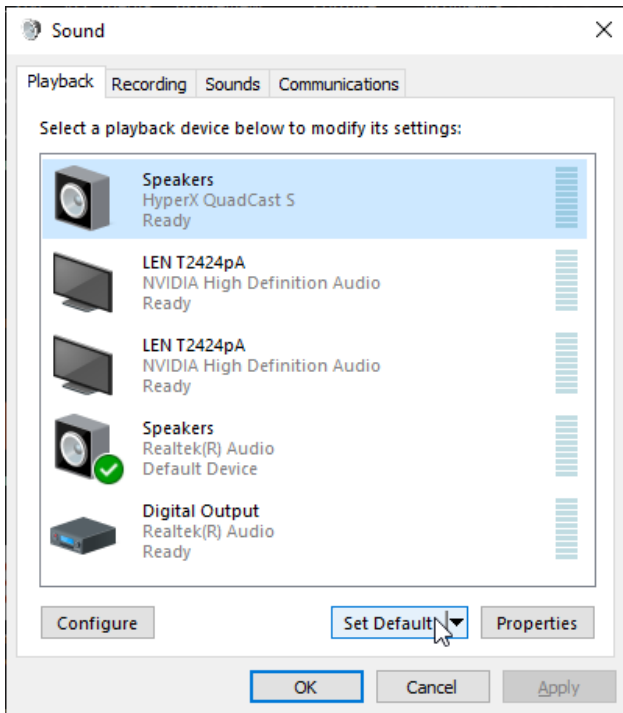 Sound
Playback Recording Sounds Communications
Select a playback device below to modify its settings:
Speakers
HyperX QuadCast S
Ready
LEN T2424pA
NVIDIA High Definition Audio
Ready
LEN T2424pA
NVIDIA High Definition Audio
Ready
Speakers
Realtek(R) Audio
Default Device
Digital Output
Realtek(R) Audio
Ready
Configure Set Default Properties
OK Cancel Apply